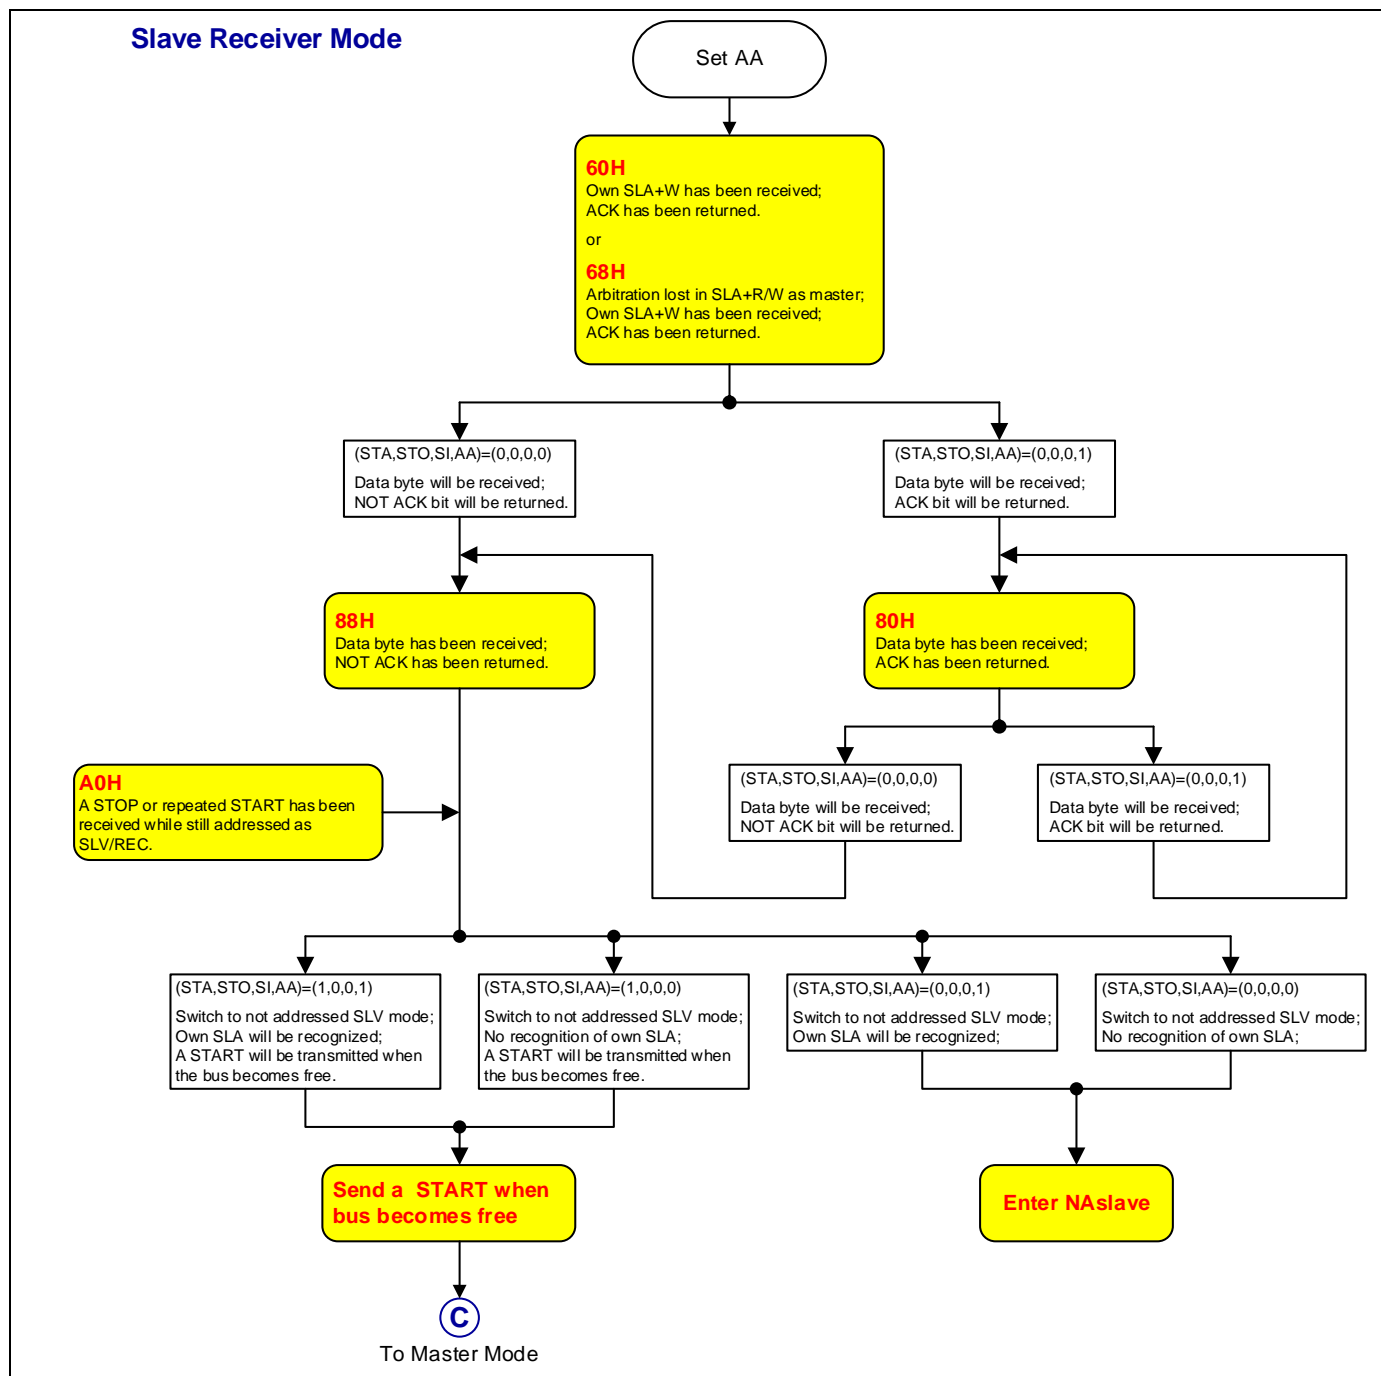 Slave Receiver Mode
Set AA
60H
Own SLA+W has been received;
ACK has been returned.
or
68H
Arbitration lost in SLA+R/W as master;
Own SLA+W has been received;
ACK has been returned.
(STA,STO,SI,AA)=(0,0,0,0)
Data byte will be received;
NOT ACK bit will be returned.
(STA,STO,SI,AA)=(0,0,0,1)
Data byte will be received;
ACK bit will be returned.
88H
Data byte has been received;
NOT ACK has been returned.
80H
Data byte has been received;
ACK has been returned.
A0H
A STOP or repeated START has been
received while still addressed as
SLV/REC.
(STA,STO,SI,AA)=(0,0,0,0)
Data byte will be received;
NOT ACK bit will be returned.
(STA,STO,SI,AA)=(0,0,0,1)
Data byte will be received;
ACK bit will be returned.
(STA,STO,SI,AA)=(1,0,0,1)
Switch to not addressed SLV mode;
Own SLA will be recognized;
A START will be transmitted when
the bus becomes free.
(STA,STO,SI,AA)=(1,0,0,0)
Switch to not addressed SLV mode;
No recognition of own SLA;
A START will be transmitted when
the bus becomes free.
(STA,STO,SI,AA)=(0,0,0,1)
Switch to not addressed SLV mode;
Own SLA will be recognized;
(STA,STO,SI,AA)=(0,0,0,0)
Switch to not addressed SLV mode;
No recognition of own SLA;
Send a START when
bus becomes free
Enter NAslave
C
To Master Mode